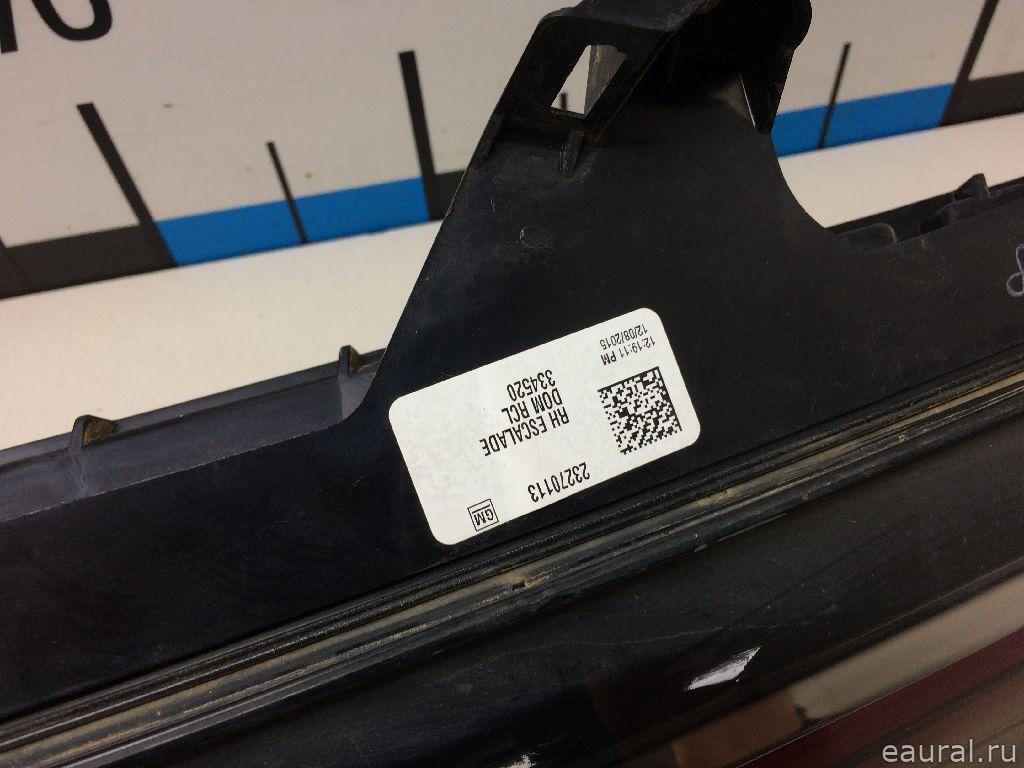 GM
23270113
RH ESCALADE
DOM RCL
334520
12:19:11 PM
12/08/2015
eaural.ru